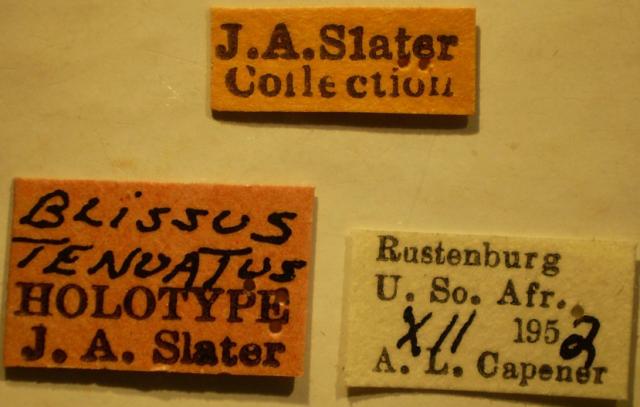 J.A.Slater
Collection
BLissus
TENUATUS
HOLOTYPE
J. A. Slater
Rustenburg
U. So. Afr.
XII 1952
A. L. Capener